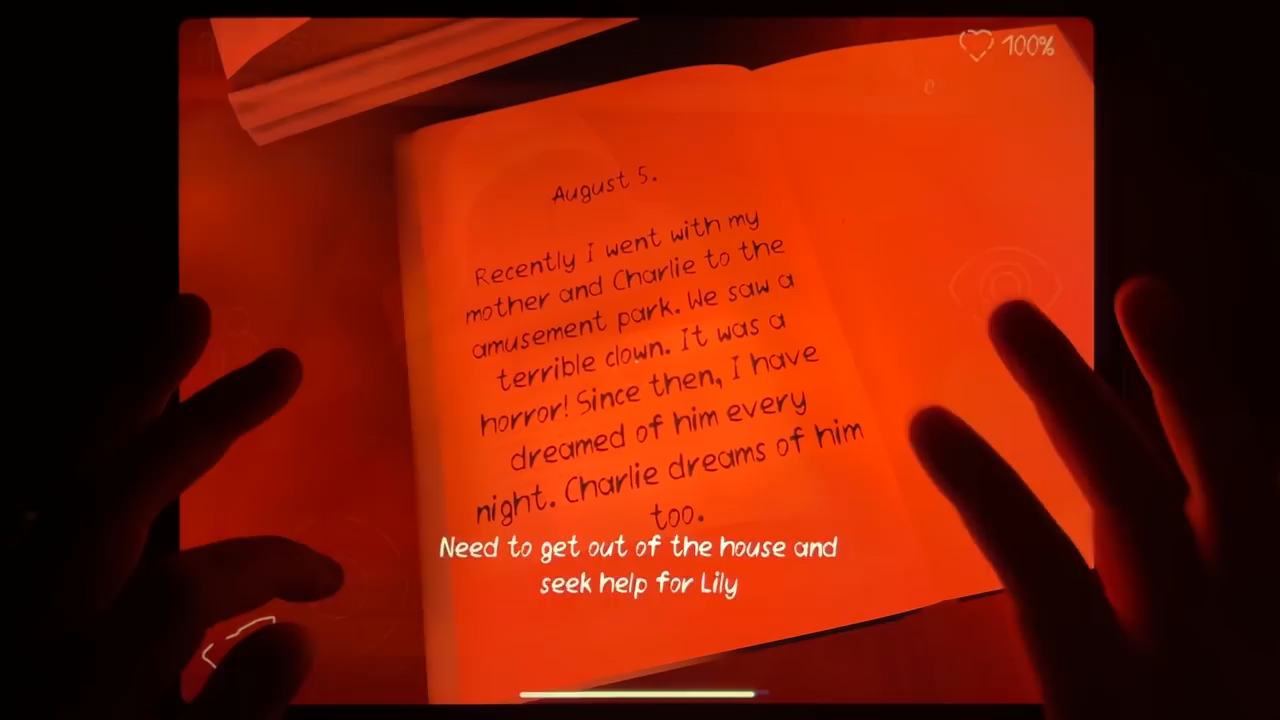 100%
August 5.
Recently I went with my
mother and Charlie to the
amusement park. We saw a
terrible clown. It was a
horror! Since then, I have
dreamed of him every
night. Charlie dreams of him
too.
Need to get out of the house and
seek help for Lily